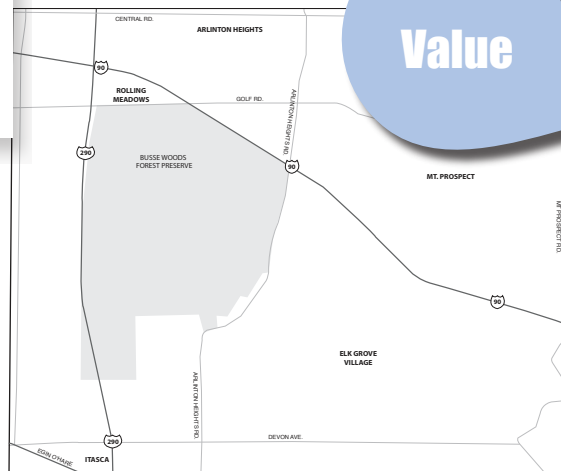 CENTRAL RD.
ARLINTON HEIGHTS
Value
90
ROLLING
MEADOWS
GOLF RD.
ARLINTON HEIGHTS RD.
290
BUSSE WOODS
FOREST PRESERVE
90
MT. PROSPECT
MT PROSPECT RD.
90
ELK GROVE
VILLAGE
ARLINTON HEIGHTS RD.
290
DEVON AVE.
EGIN O'HARE
ITASCA